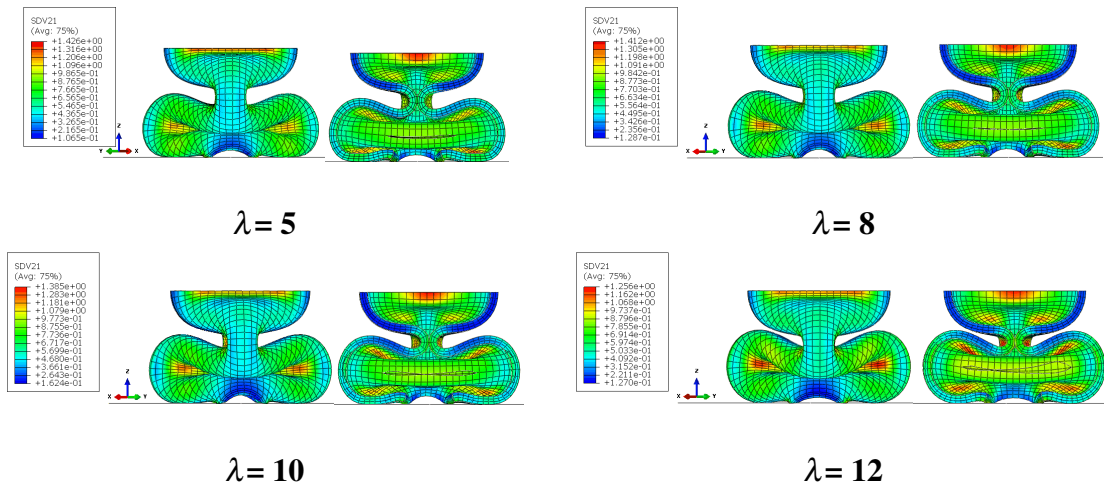 SDV21
(Avg: 75%)
+1.426e+00
+1.316e+00
+1.206e+00
+1.096e+00
+9.865e-01
+8.765e-01
+7.665e-01
+6.565e-01
+5.465e-01
+4.365e-01
+3.265e-01
+2.165e-01
+1.065e-01
Z
Y X
λ = 5
SDV21
(Avg: 75%)
+1.412e+00
+1.305e+00
+1.198e+00
+1.091e+00
+9.842e-01
+8.773e-01
+7.703e-01
+6.634e-01
+5.564e-01
+4.495e-01
+3.426e-01
+2.356e-01
+1.287e-01
Z
X Y
λ = 8
SDV21
(Avg: 75%)
+1.385e+00
+1.283e+00
+1.181e+00
+1.079e+00
+9.773e-01
+8.755e-01
+7.736e-01
+6.717e-01
+5.699e-01
+4.680e-01
+3.661e-01
+2.643e-01
+1.624e-01
Z
X Y
λ = 10
SDV21
(Avg: 75%)
+1.256e+00
+1.162e+00
+1.068e+00
+9.737e-01
+8.796e-01
+7.855e-01
+6.914e-01
+5.974e-01
+5.033e-01
+4.092e-01
+3.152e-01
+2.211e-01
+1.270e-01
Z
X Y
λ = 12